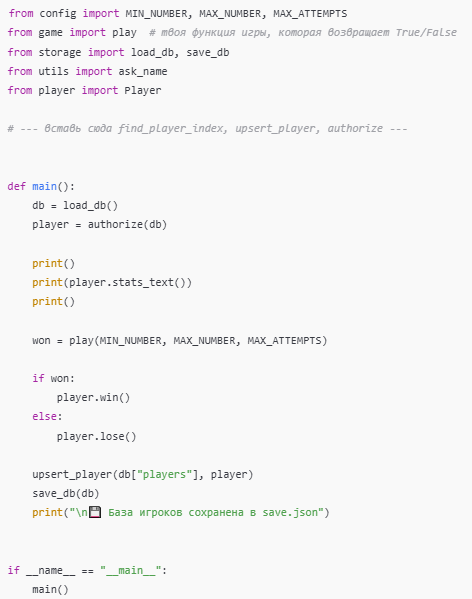 from config import MIN_NUMBER, MAX_NUMBER, MAX_ATTEMPTS
from game import play  # твоя функция игры, которая возвращает True/False
from storage import load_db, save_db
from utils import ask_name
from player import Player

# --- вставь сюда find_player_index, upsert_player, authorize ---

def main():
    db = load_db()
    player = authorize(db)

    print()
    print(player.stats_text())
    print()

    won = play(MIN_NUMBER, MAX_NUMBER, MAX_ATTEMPTS)

    if won:
        player.win()
    else:
        player.lose()

    upsert_player(db["players"], player)
    save_db(db)
    print("\n💾 База игроков сохранена в save.json")

if __name__ == "__main__":
    main()